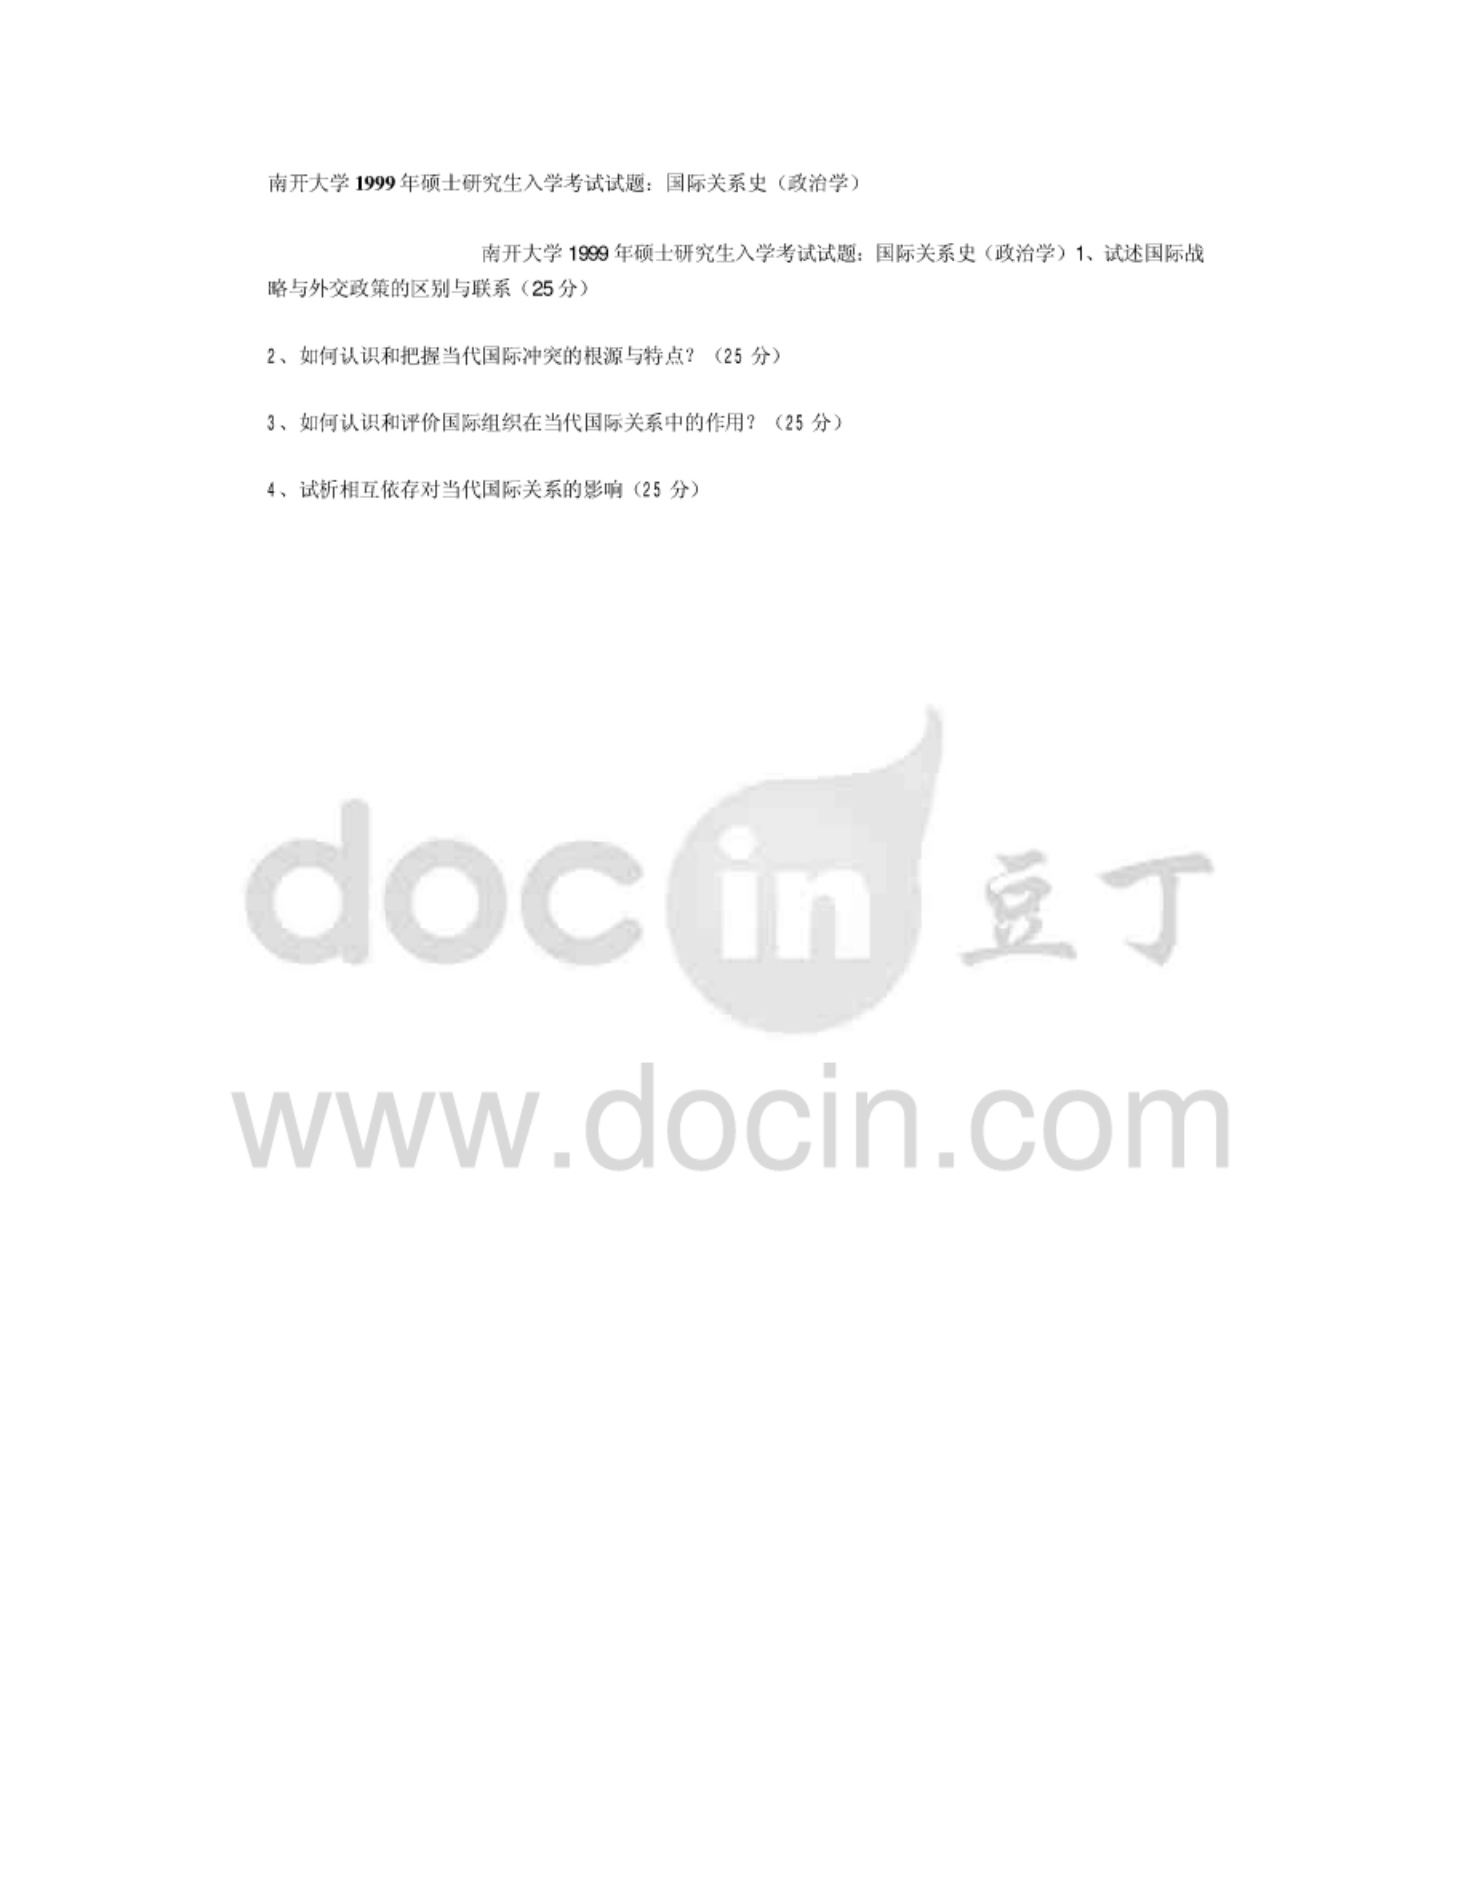 南开大学 1999 年硕士研究生入学考试试题：国际关系史（政治学）
南开大学 1999 年硕士研究生入学考试试题：国际关系史（政治学）1、试述国际战
略与外交政策的区别与联系（25 分）
2、如何认识和把握当代国际冲突的根源与特点？（25 分）
3、如何认识和评价国际组织在当代国际关系中的作用？（25 分）
4、试析相互依存对当代国际关系的影响（25 分）
docin 豆丁
www.docin.com